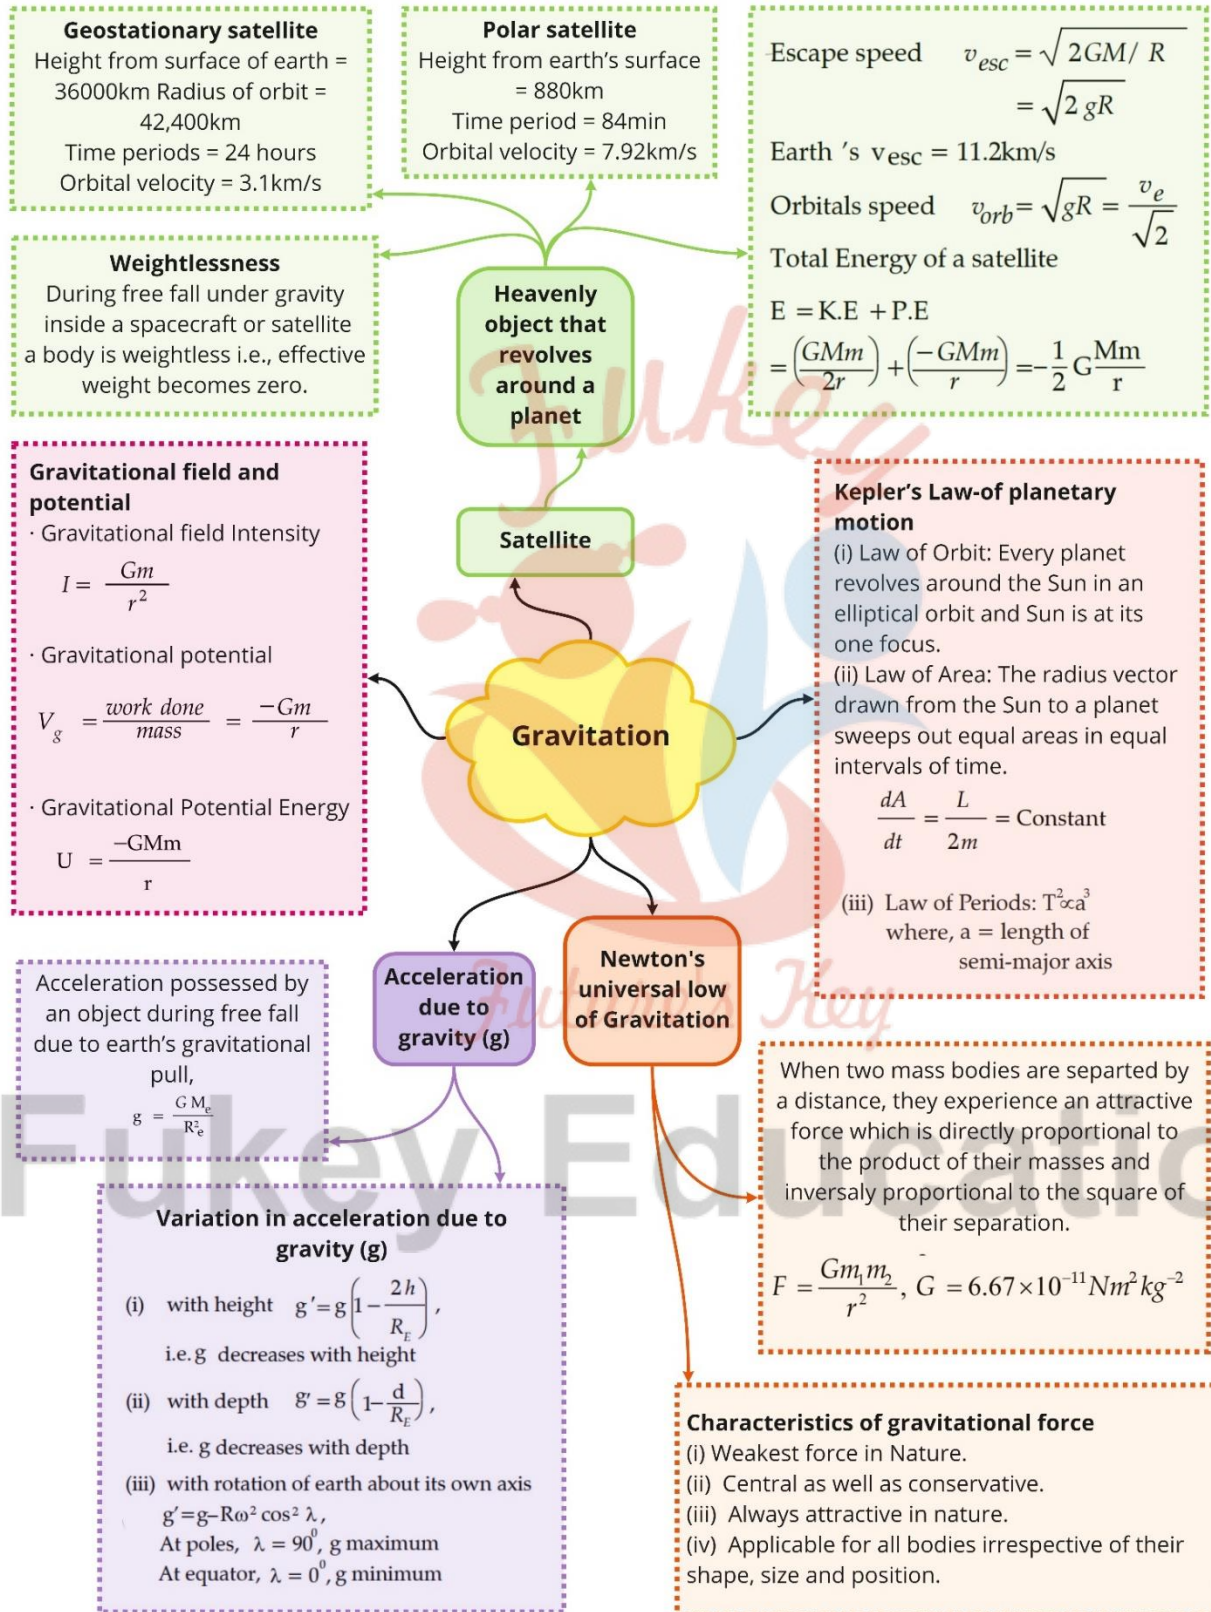 Geostationary satellite
Height from surface of earth =
36000km Radius of orbit =
42,400km
Time periods = 24 hours
Orbital velocity = 3.1km/s
Polar satellite
Height from earth's surface
= 880km
Time period = 84min
Orbital velocity = 7.92km/s
Escape speed v_esc = √2GM/ R
= √2 gR
Earth 's v_esc = 11.2km/s
Orbitals speed v_orb = √gR = v_e/√2
Total Energy of a satellite
E = K.E + P.E
= (GMm/2r) + (−GMm/r) = −1/2 G Mm/r
Weightlessness
During free fall under gravity
inside a spacecraft or satellite
a body is weightless i.e., effective
weight becomes zero.
Heavenly
object that
revolves
around a
planet
Satellite
Gravitational field and
potential
· Gravitational field Intensity
I = Gm/r²
· Gravitational potential
V_g = work done/mass = −Gm/r
· Gravitational Potential Energy
U = −GMm/r
Kepler's Law-of planetary
motion
(i) Law of Orbit: Every planet
revolves around the Sun in an
elliptical orbit and Sun is at its
one focus.
(ii) Law of Area: The radius vector
drawn from the Sun to a planet
sweeps out equal areas in equal
intervals of time.
dA/dt = L/2m = Constant
(iii) Law of Periods: T²∝a³
where, a = length of
semi-major axis
Gravitation
Acceleration
due to
gravity (g)
Newton's
universal low
of Gravitation
Acceleration possessed by
an object during free fall
due to earth's gravitational
pull,
g = G M_e/R²_e
When two mass bodies are separted by
a distance, they experience an attractive
force which is directly proportional to
the product of their masses and
inversaly proportional to the square of
their separation.
F = Gm₁m₂/r², G = 6.67×10⁻¹¹ Nm² kg⁻²
Variation in acceleration due to
gravity (g)
(i) with height g′=g(1−2h/R_E),
i.e.g decreases with height
(ii) with depth g′=g(1−d/R_E),
i.e. g decreases with depth
(iii) with rotation of earth about its own axis
g′=g–Rω² cos² λ,
At poles, λ = 90⁰, g maximum
At equator, λ = 0⁰, g minimum
Characteristics of gravitational force
(i) Weakest force in Nature.
(ii) Central as well as conservative.
(iii) Always attractive in nature.
(iv) Applicable for all bodies irrespective of their
shape, size and position.
Fukey
Future's Key
Fukey Educatio